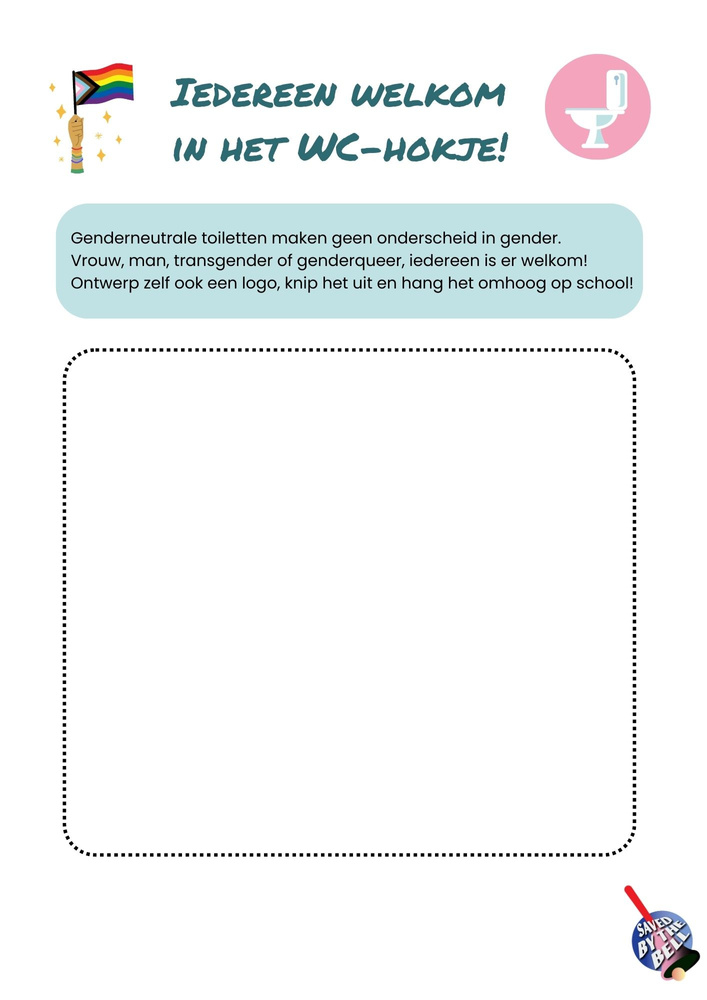 Iedereen welkom
in het WC-hokje!
Genderneutrale toiletten maken geen onderscheid in gender.
Vrouw, man, transgender of genderqueer, iedereen is er welkom!
Ontwerp zelf ook een logo, knip het uit en hang het omhoog op school!
SAVED
BY THE
BELL